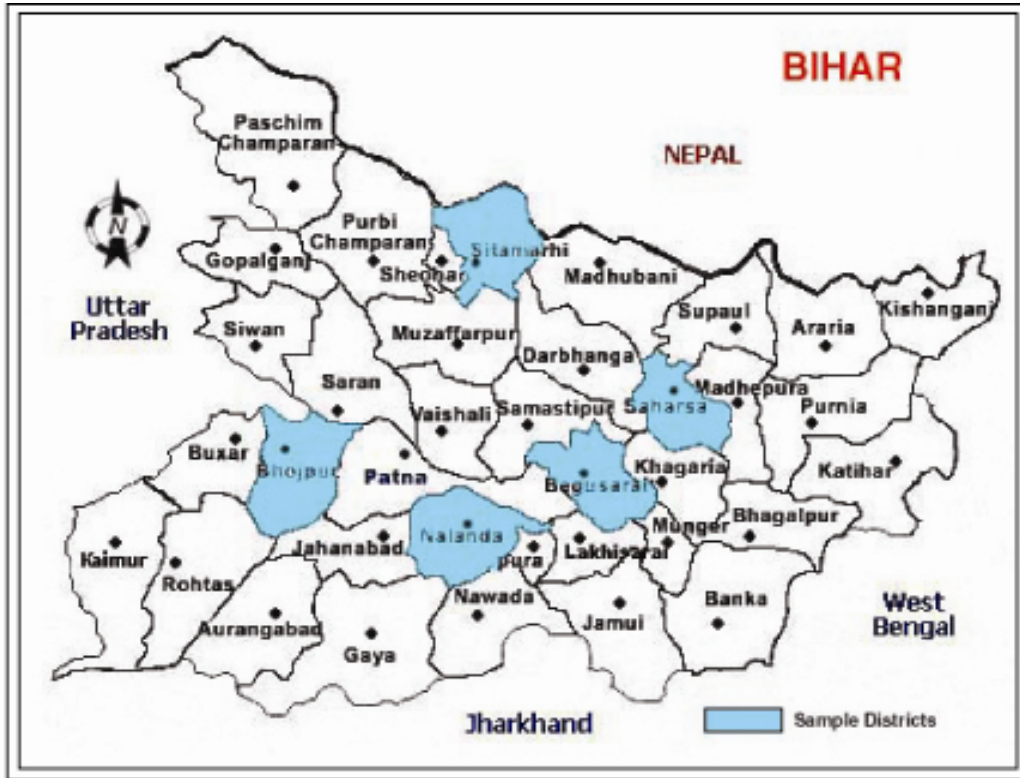 BIHAR
NEPAL
Paschim
Champaran
N
Purbi
Champaran
Sitamarhi
Gopalganj
Sheohar
Madhubani
Kishanganj
Uttar
Pradesh
Siwan
Muzaffarpur
Supaul
Araria
Darbhanga
Saran
Madhepura
Vaishali
Samastipur
Saharsa
Purnia
Buxar
Bhojpur
Patna
Begusarai
Khagaria
Katihar
Nalanda
Munger
Bhagalpur
Jahanabad
Kaimur
Rohtas
pura
Lakhisarai
Nawada
Banka
West
Bengal
Aurangabad
Jamui
Gaya
Jharkhand
Sample Districts